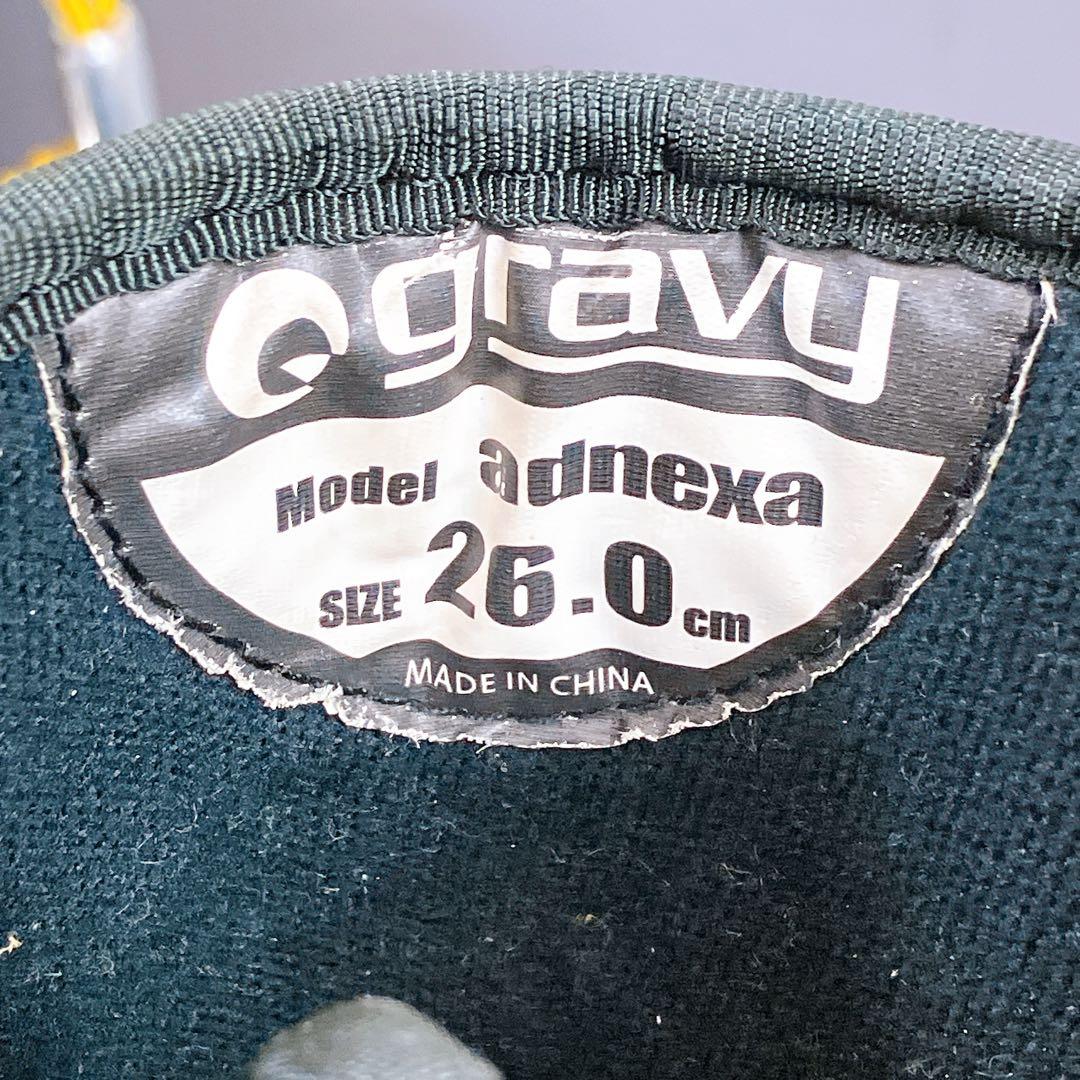 gravy
Model adnexa
SIZE 26.0 cm
MADE IN CHINA